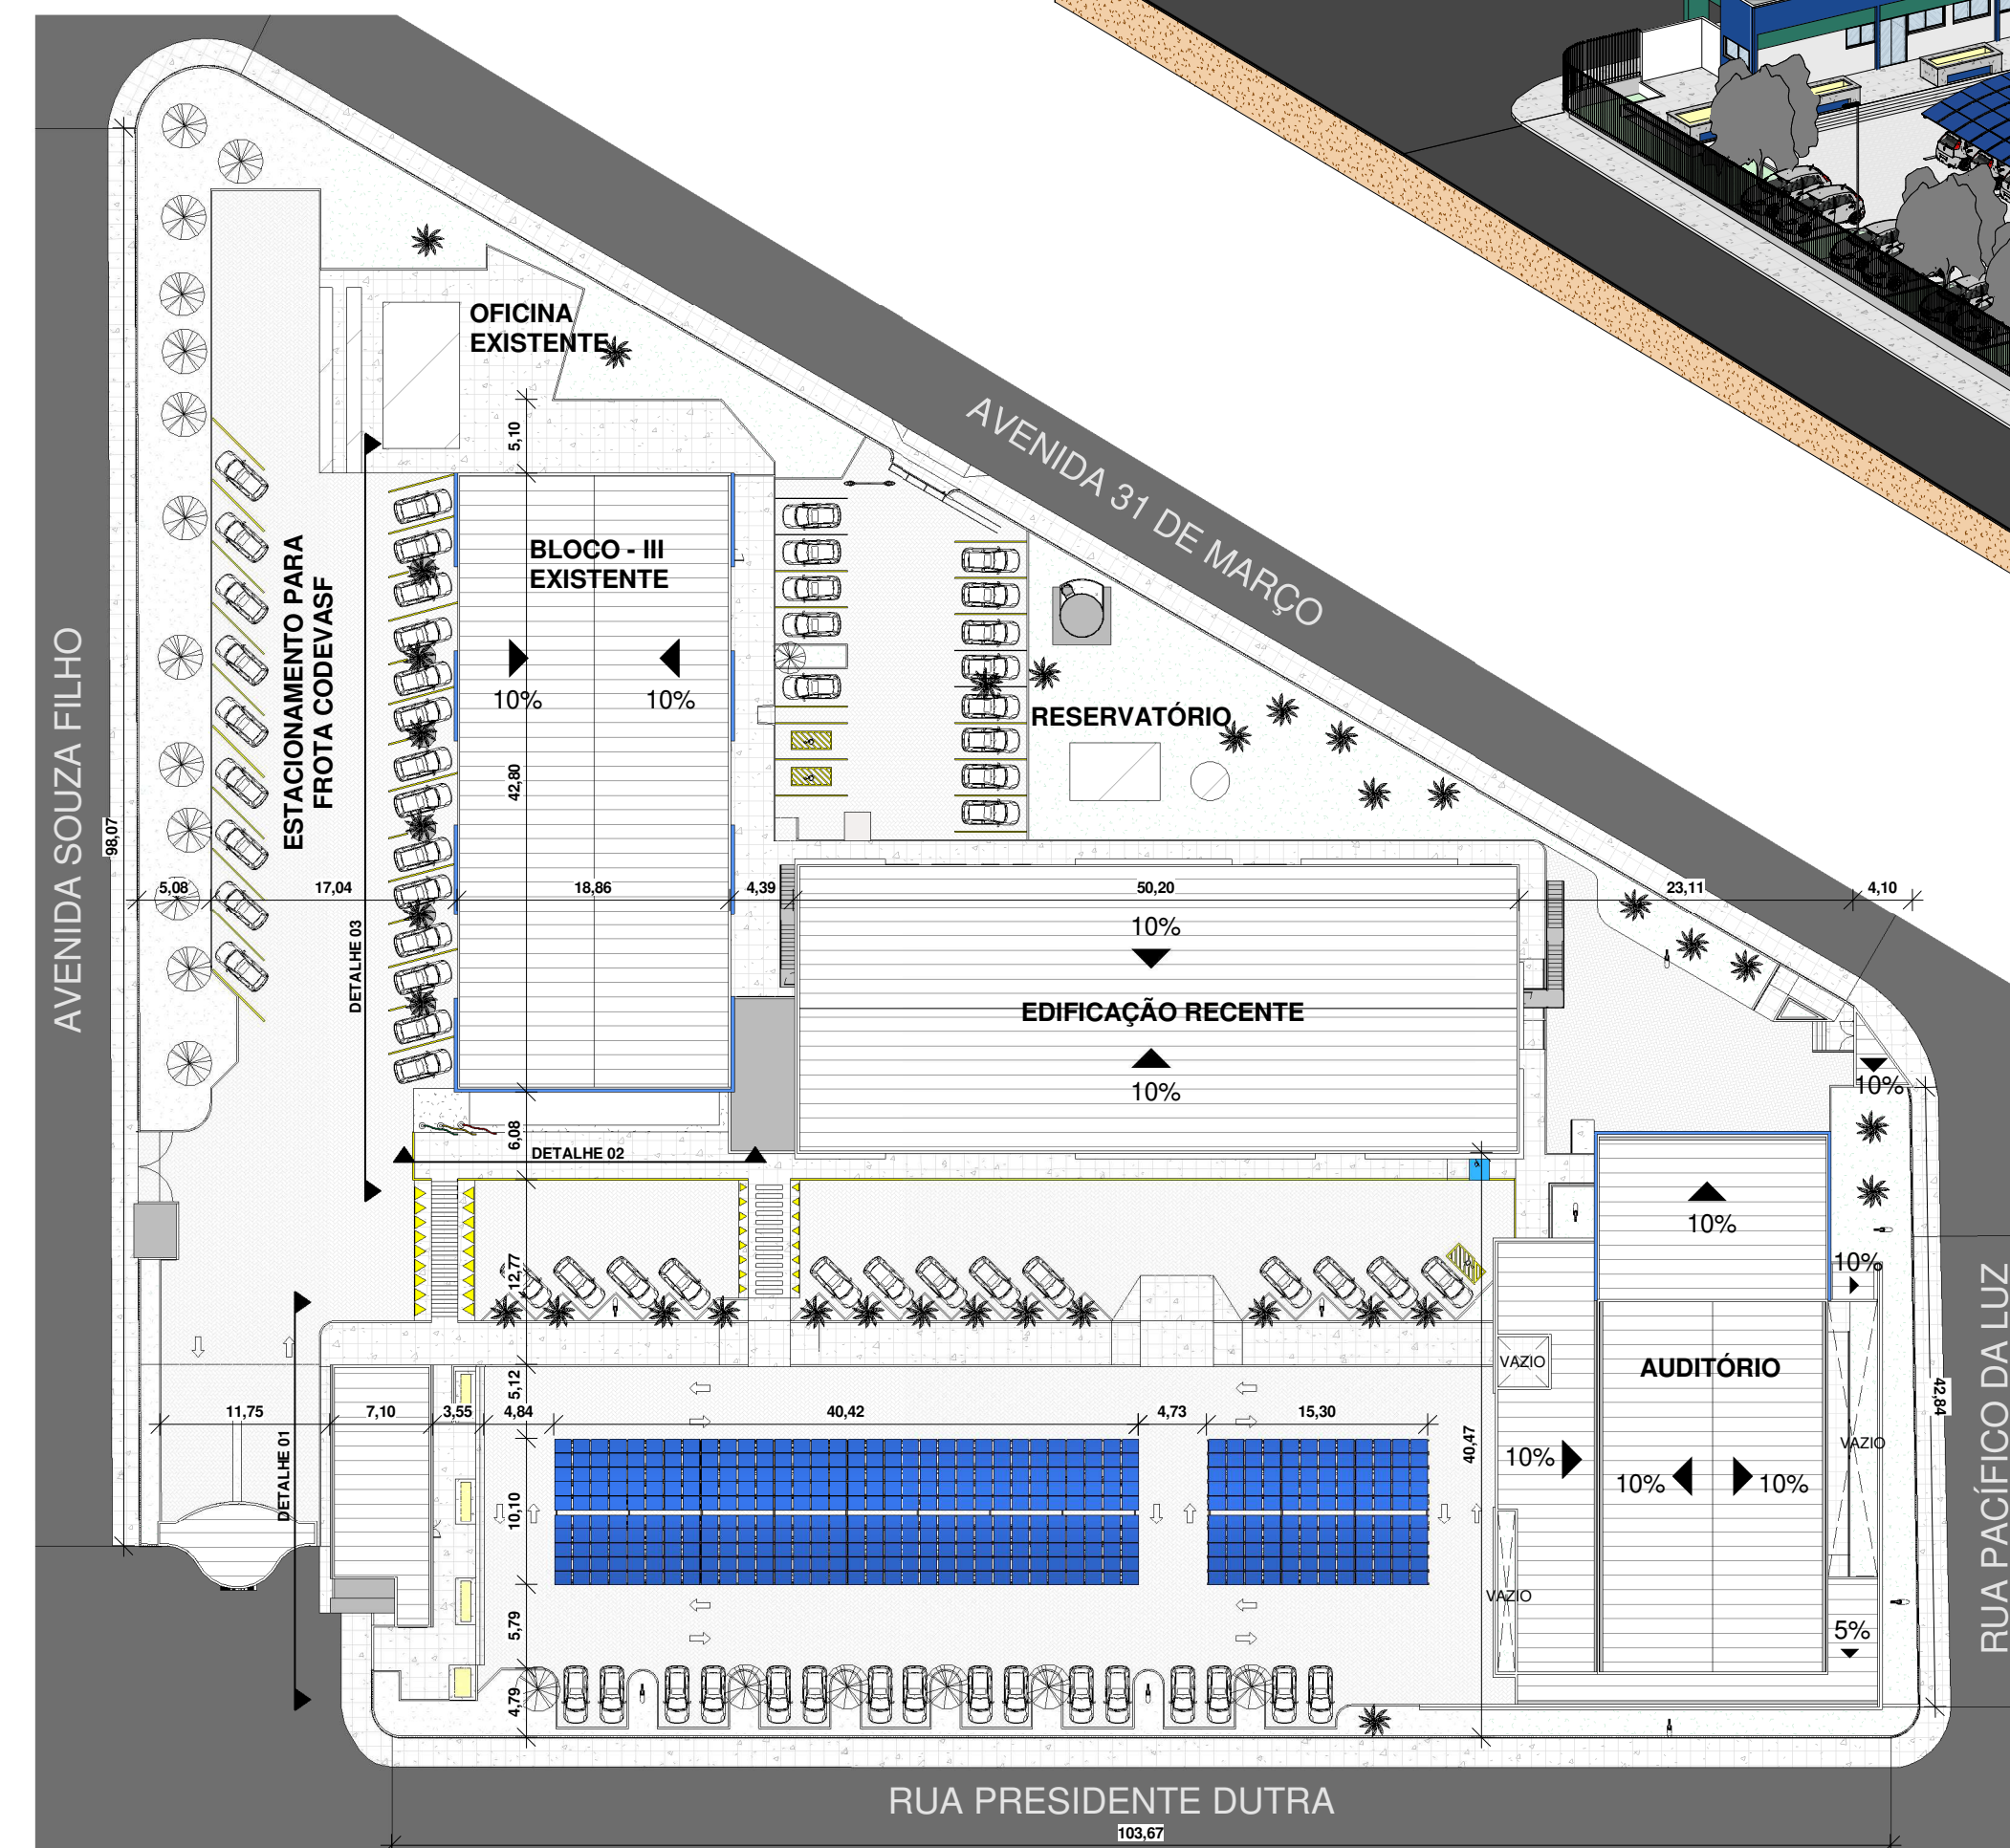 OFICINA
EXISTENTE
5,10
AVENIDA 31 DE MARÇO
BLOCO - III
EXISTENTE
ESTACIONAMENTO PARA
FROTA CODEVASF
AVENIDA SOUZA FILHO
10%
10%
RESERVATÓRIO
42,80
98,07
5,08
17,04
18,86
4,39
50,20
23,11
4,10
10%
DETALHE 03
EDIFICAÇÃO RECENTE
10%
10%
6,08
DETALHE 02
10%
12,77
10%
VAZIO
AUDITÓRIO
5,12
11,75
7,10
3,55
4,84
40,42
4,73
15,30
42,84
40,47
VAZIO
DETALHE 01
10%
10%
10%
10,10
RUA PACÍFICO DA LUZ
VAZIO
5,79
5%
4,79
RUA PRESIDENTE DUTRA
103,67